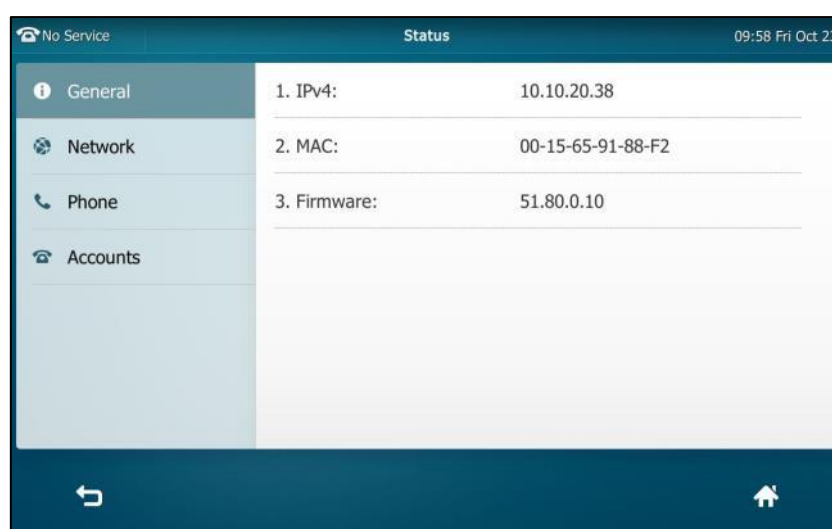 No Service Status 09:58 Fri Oct 23
General
Network
Phone
Accounts
1. IPv4: 10.10.20.38
2. MAC: 00-15-65-91-88-F2
3. Firmware: 51.80.0.10